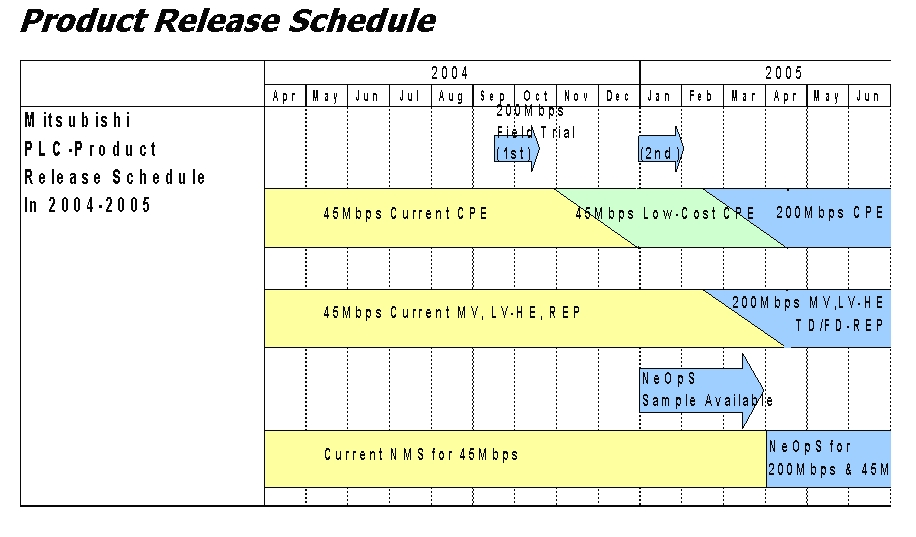 Product Release Schedule
2004 2005
Apr May Jun Jul Aug Sep Oct Nov Dec Jan Feb Mar Apr May Jun
Mitsubishi
PLC-Product
Release Schedule
In 2004-2005
200Mbps
Field Trial
(1st) (2nd)
45Mbps Current CPE 45Mbps Low-Cost CPE 200Mbps CPE
45Mbps Current MV, LV-HE, REP
200Mbps MV,LV-HE
TD/FD-REP
NeOpS
Sample Available
Current NMS for 45Mbps
NeOpS for
200Mbps & 45M